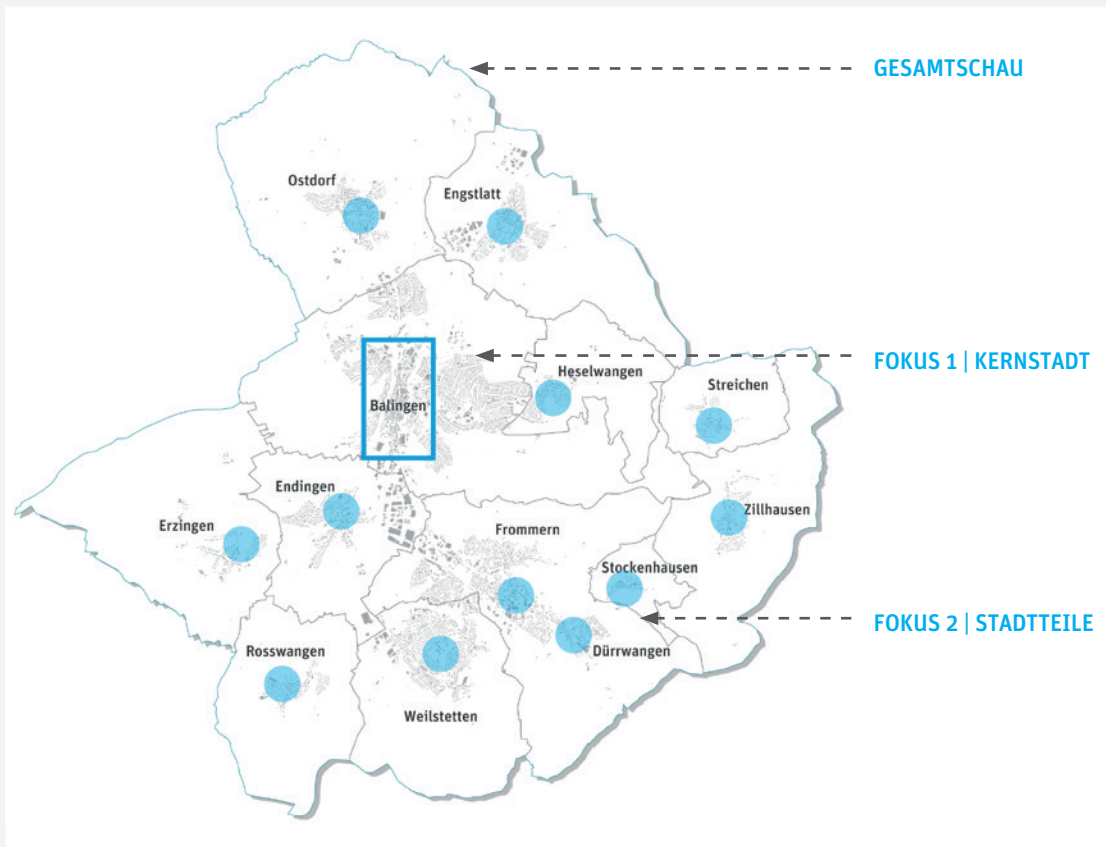 GESAMTSCHAU
Ostdorf
Engstlatt
FOKUS 1 | KERNSTADT
Heselwangen
Streichen
Balingen
Endingen
Erzingen
Zillhausen
Frommern
Stockenhausen
FOKUS 2 | STADTTEILE
Rosswangen
Dürrwangen
Weilstetten